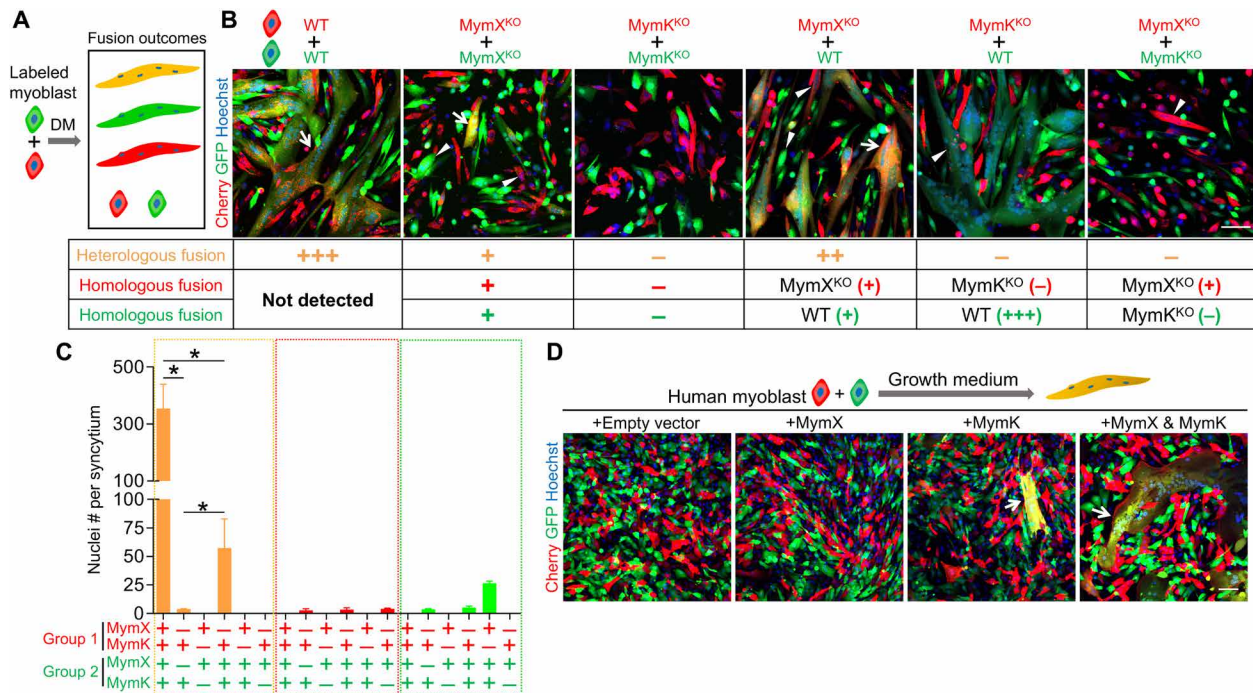 A
Fusion outcomes
Labeled
myoblast
DM
+
B
WT
+
WT
MymX^KO
+
MymX^KO
MymK^KO
+
MymK^KO
MymX^KO
+
WT
MymK^KO
+
WT
MymX^KO
+
MymK^KO
Cherry GFP Hoechst
Heterologous fusion +++ + – ++ – –
Homologous fusion + – MymX^KO (+) MymK^KO (–) MymX^KO (+)
Not detected
Homologous fusion + – WT (+) WT (+++) MymK^KO (–)
C
Nuclei # per syncytium
500
300
100
100
75
50
25
0
*
*
*
Group 1
MymX + – + – + – + – + – + – + – + – + –
MymK + + – + – + + + – + – + + + – + – +
Group 2
MymX + – + + + + + – + + + + + – + + + +
MymK + + – + + – + + – + + – + + – + + –
D
Human myoblast + Growth medium
+Empty vector +MymX +MymK +MymX & MymK
Cherry GFP Hoechst